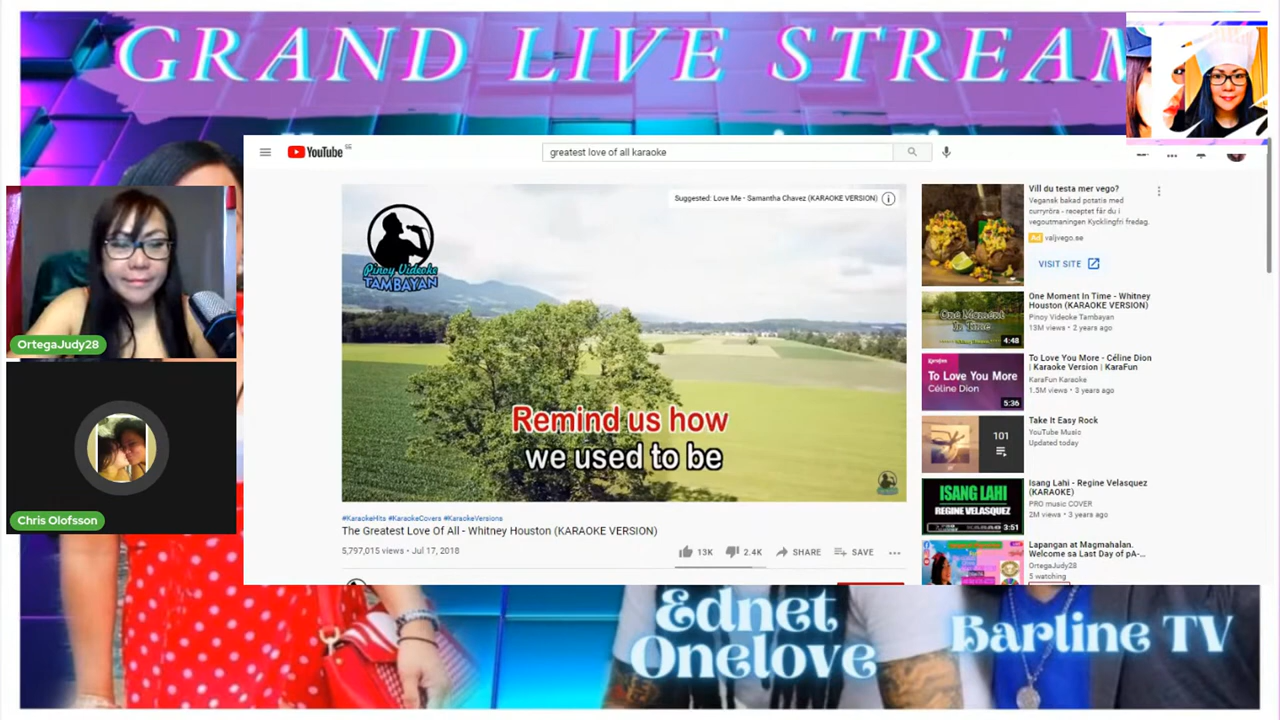 GRAND LIVE STREAM
YouTube SE
greatest love of all karaoke
Suggested: Love Me - Samantha Chavez (KARAOKE VERSION)
Pinoy Videoke
TAMBAYAN
Remind us how
we used to be
#KaraokeHits #KaraokeCovers #KaraokeVersions
The Greatest Love Of All - Whitney Houston (KARAOKE VERSION)
5,797,015 views • Jul 17, 2018
13K
2.4K
SHARE
SAVE
Vill du testa mer vego?
Vegansk bakad potatis med
curryröra - receptet får du i
vegoutmaningen Kycklingfri fredag.
Ad valjvego.se
VISIT SITE
One Moment
in Time
4:48
One Moment In Time - Whitney
Houston (KARAOKE VERSION)
Pinoy Videoke Tambayan
13M views • 2 years ago
KaraFun
To Love You More
Céline Dion
5:36
To Love You More - Céline Dion
| Karaoke Version | KaraFun
KaraFun Karaoke
1.5M views • 3 years ago
101
Take It Easy Rock
YouTube Music
Updated today
ISANG LAHI
REGINE VELASQUEZ
3:51
Isang Lahi - Regine Velasquez
(KARAOKE)
PRO music COVER
2M views • 3 years ago
Lapangan at Magmahalan.
Welcome sa Last Day of pA-...
OrtegaJudy28
5 watching
OrtegaJudy28
Chris Olofsson
Ednet
Onelove
Barline TV